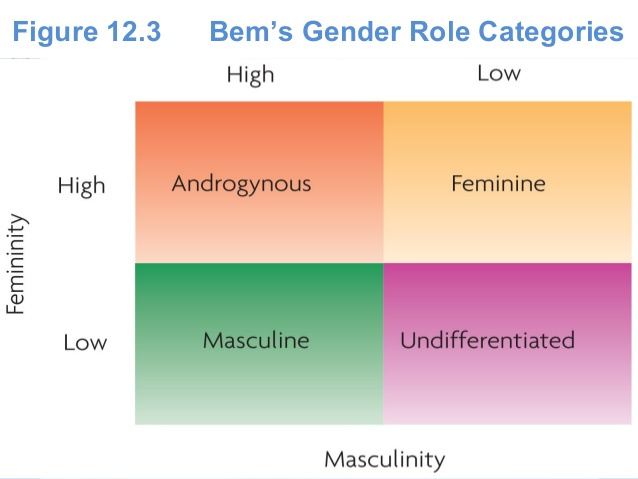 Figure 12.3 Bem's Gender Role Categories
High Low
Femininity
High Androgynous Feminine
Low Masculine Undifferentiated
Masculinity